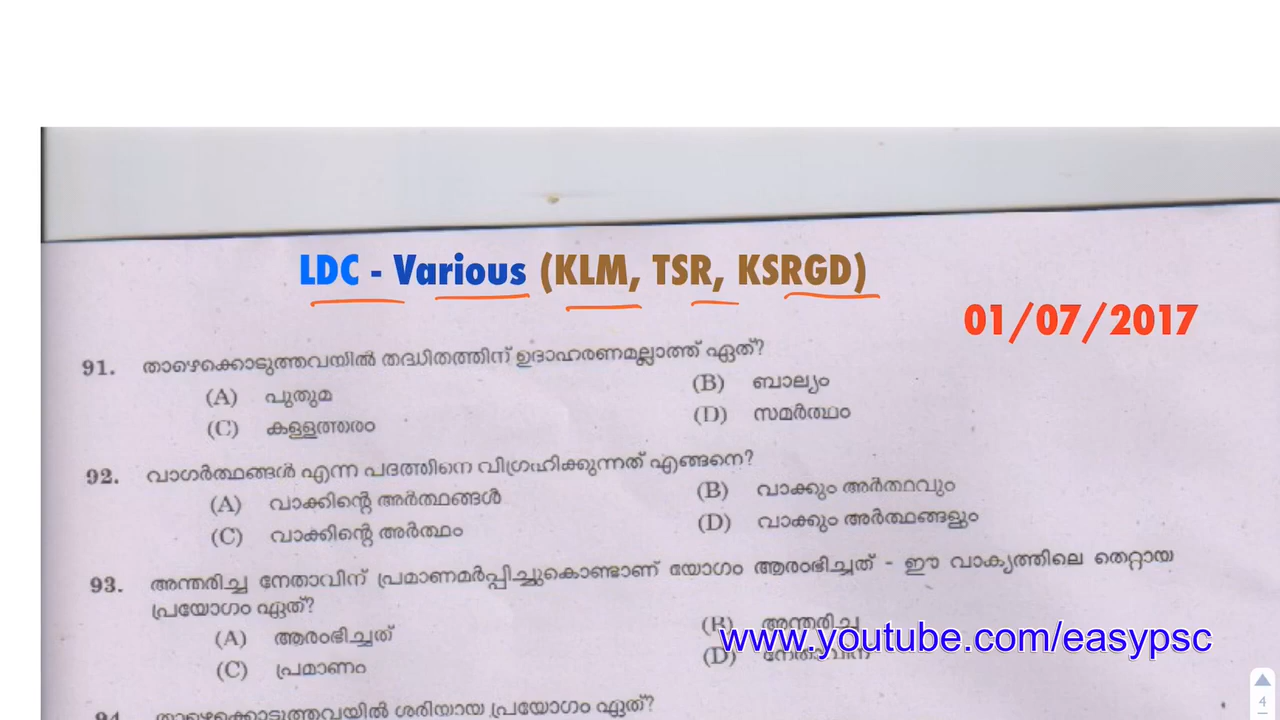 LDC - Various (KLM, TSR, KSRGD)
01/07/2017
91. താഴെക്കൊടുത്തവയിൽ തദ്ധിതത്തിന് ഉദാഹരണമല്ലാത്ത് ഏത്?
(A) പുതുമ (B) ബാല്യം
(C) കള്ളത്തരം (D) സമർത്ഥം
92. വാഗർത്ഥങ്ങൾ എന്ന പദത്തിനെ വിഗ്രഹിക്കുന്നത് എങ്ങനെ?
(A) വാക്കിന്റെ അർത്ഥങ്ങൾ (B) വാക്കും അർത്ഥവും
(C) വാക്കിന്റെ അർത്ഥം (D) വാക്കും അർത്ഥങ്ങളും
93. അന്തരിച്ച നേതാവിന് പ്രമാണമർപ്പിച്ചുകൊണ്ടാണ് യോഗം ആരംഭിച്ചത് - ഈ വാക്യത്തിലെ തെറ്റായ
പ്രയോഗം ഏത്?
(A) ആരംഭിച്ചത് (B) അന്തരിച്ച
www.youtube.com/easypsc
(C) പ്രമാണം (D) നേതാവിന്
94. താഴെക്കൊടുത്തവയിൽ ശരിയായ പ്രയോഗം ഏത്?
4